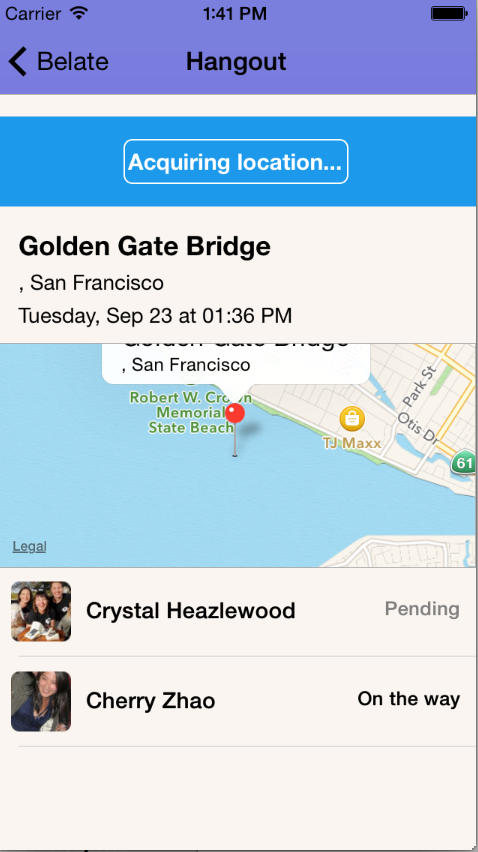 Carrier 1:41 PM
Belate Hangout
Acquiring location...
Golden Gate Bridge
, San Francisco
Tuesday, Sep 23 at 01:36 PM
Golden Gate Bridge
, San Francisco
Robert W. Crown
Memorial
State Beach
Park St
Otis Dr
TJ Maxx
61
Legal
Crystal Heazlewood Pending
Cherry Zhao On the way